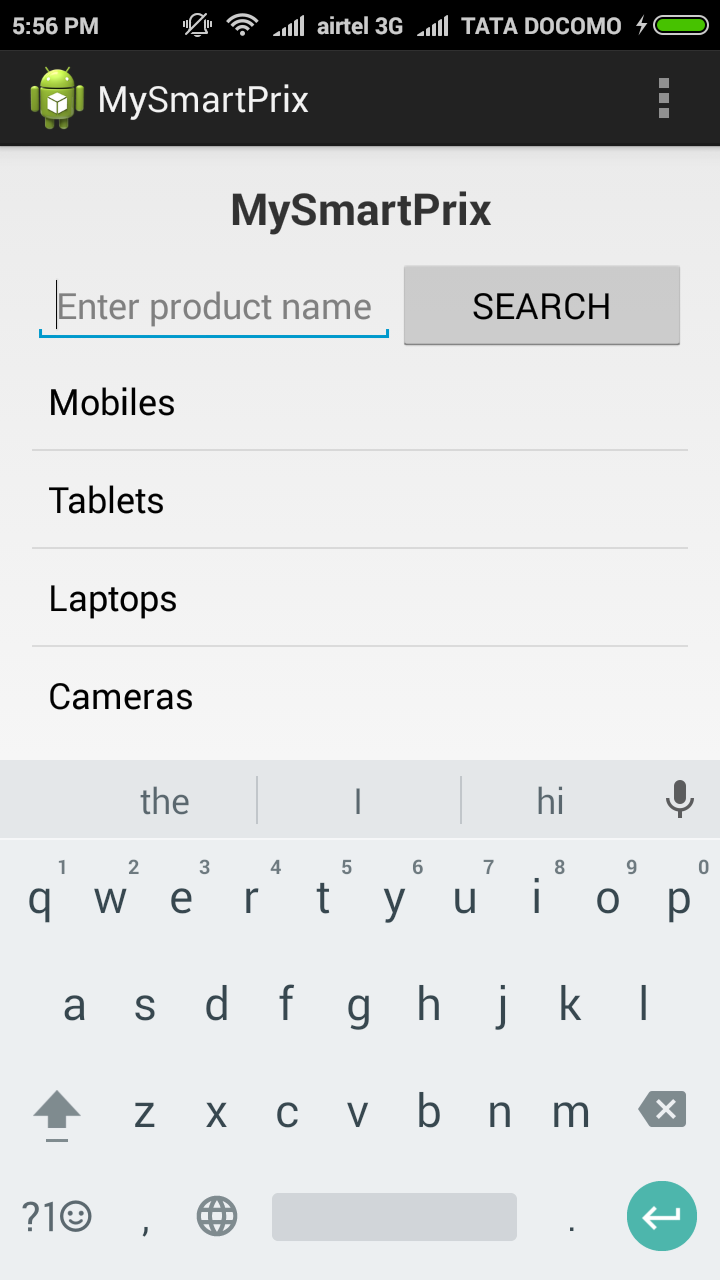 5:56 PM airtel 3G TATA DOCOMO
MySmartPrix
MySmartPrix
Enter product name SEARCH
Mobiles
Tablets
Laptops
Cameras
the I hi
1 2 3 4 5 6 7 8 9 0
q w e r t y u i o p
a s d f g h j k l
z x c v b n m
?1☺ , .